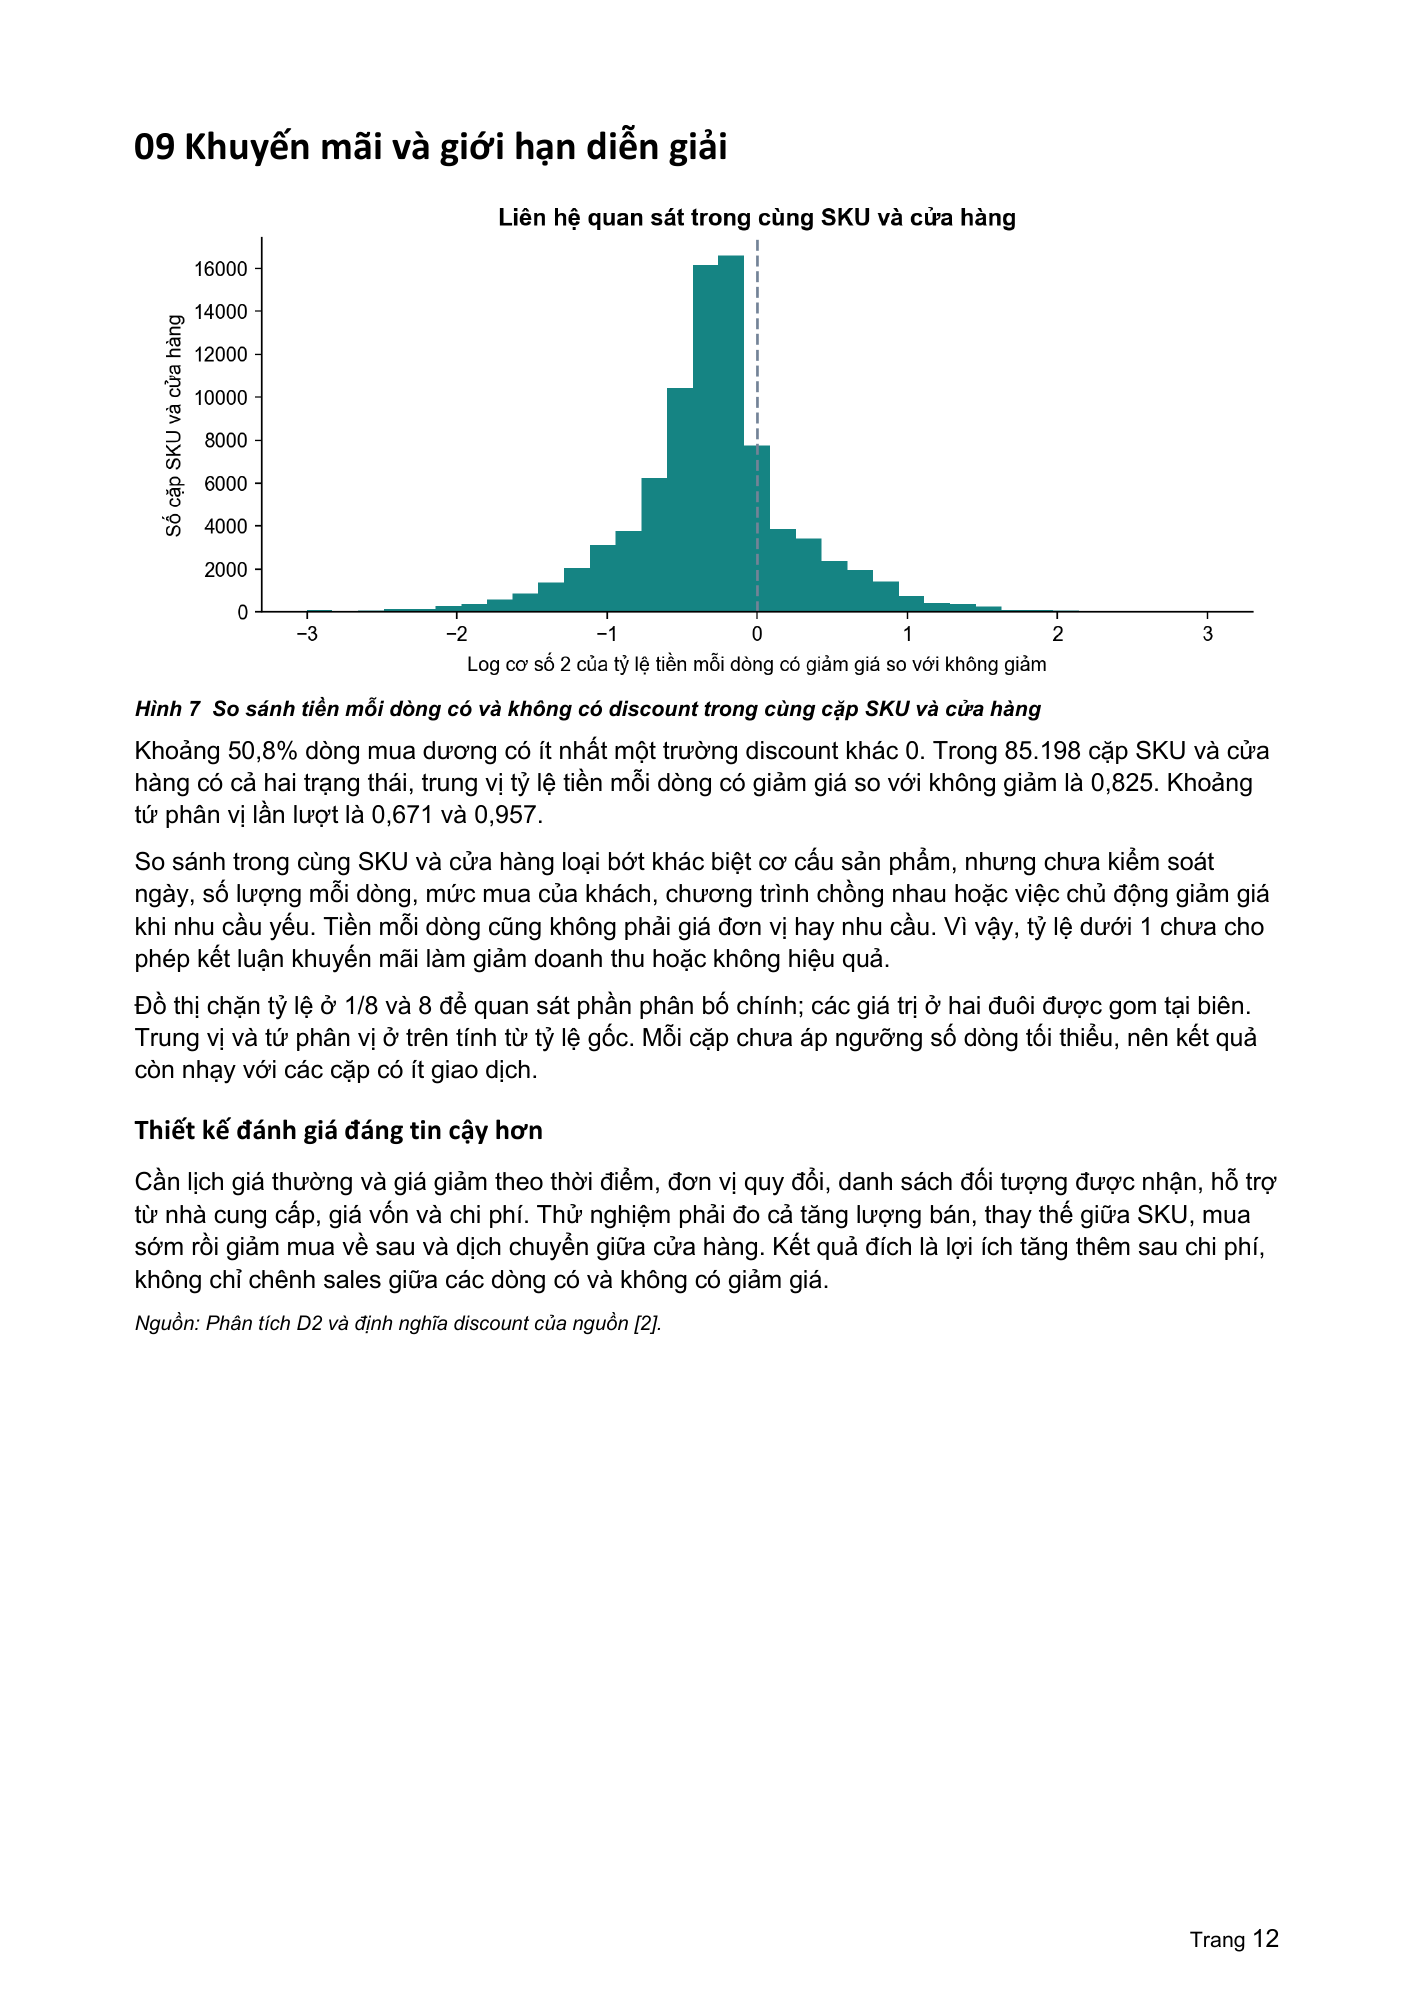 09 Khuyến mãi và giới hạn diễn giải
Liên hệ quan sát trong cùng SKU và cửa hàng
Số cặp SKU và cửa hàng
16000
14000
12000
10000
8000
6000
4000
2000
0
−3
−2
−1
0
1
2
3
Log cơ số 2 của tỷ lệ tiền mỗi dòng có giảm giá so với không giảm
Hình 7 So sánh tiền mỗi dòng có và không có discount trong cùng cặp SKU và cửa hàng
Khoảng 50,8% dòng mua dương có ít nhất một trường discount khác 0. Trong 85.198 cặp SKU và cửa
hàng có cả hai trạng thái, trung vị tỷ lệ tiền mỗi dòng có giảm giá so với không giảm là 0,825. Khoảng
tứ phân vị lần lượt là 0,671 và 0,957.
So sánh trong cùng SKU và cửa hàng loại bớt khác biệt cơ cấu sản phẩm, nhưng chưa kiểm soát
ngày, số lượng mỗi dòng, mức mua của khách, chương trình chồng nhau hoặc việc chủ động giảm giá
khi nhu cầu yếu. Tiền mỗi dòng cũng không phải giá đơn vị hay nhu cầu. Vì vậy, tỷ lệ dưới 1 chưa cho
phép kết luận khuyến mãi làm giảm doanh thu hoặc không hiệu quả.
Đồ thị chặn tỷ lệ ở 1/8 và 8 để quan sát phần phân bố chính; các giá trị ở hai đuôi được gom tại biên.
Trung vị và tứ phân vị ở trên tính từ tỷ lệ gốc. Mỗi cặp chưa áp ngưỡng số dòng tối thiểu, nên kết quả
còn nhạy với các cặp có ít giao dịch.
Thiết kế đánh giá đáng tin cậy hơn
Cần lịch giá thường và giá giảm theo thời điểm, đơn vị quy đổi, danh sách đối tượng được nhận, hỗ trợ
từ nhà cung cấp, giá vốn và chi phí. Thử nghiệm phải đo cả tăng lượng bán, thay thế giữa SKU, mua
sớm rồi giảm mua về sau và dịch chuyển giữa cửa hàng. Kết quả đích là lợi ích tăng thêm sau chi phí,
không chỉ chênh sales giữa các dòng có và không có giảm giá.
Nguồn: Phân tích D2 và định nghĩa discount của nguồn [2].
Trang 12